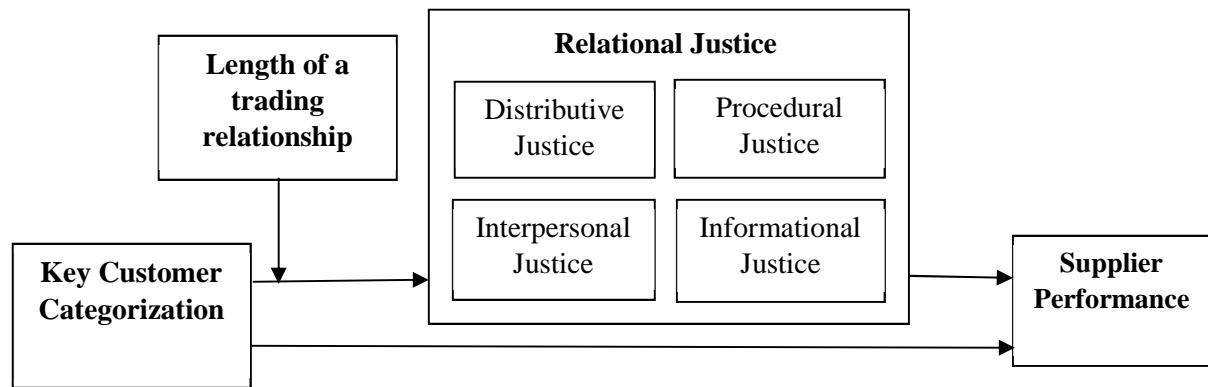 Relational Justice
Length of a
trading
relationship
Distributive
Justice
Procedural
Justice
Interpersonal
Justice
Informational
Justice
Key Customer
Categorization
Supplier
Performance